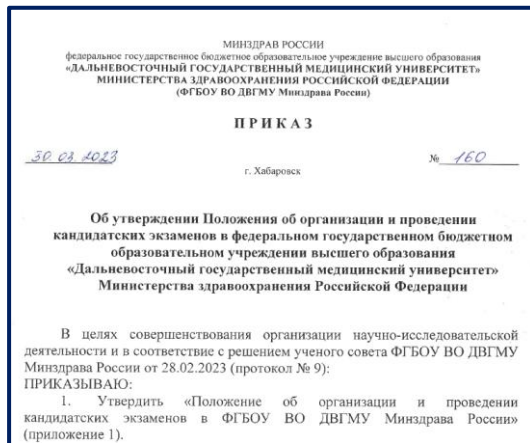 МИНЗДРАВ РОССИИ
федеральное государственное бюджетное образовательное учреждение высшего образования
«ДАЛЬНЕВОСТОЧНЫЙ ГОСУДАРСТВЕННЫЙ МЕДИЦИНСКИЙ УНИВЕРСИТЕТ»
МИНИСТЕРСТВА ЗДРАВООХРАНЕНИЯ РОССИЙСКОЙ ФЕДЕРАЦИИ
(ФГБОУ ВО ДВГМУ Минздрава России)
ПРИКАЗ
30.03.2023 № 160
г. Хабаровск
Об утверждении Положения об организации и проведении
кандидатских экзаменов в федеральном государственном бюджетном
образовательном учреждении высшего образования
«Дальневосточный государственный медицинский университет»
Министерства здравоохранения Российской Федерации
В целях совершенствования организации научно-исследовательской
деятельности и в соответствие с решением ученого совета ФГБОУ ВО ДВГМУ
Минздрава России от 28.02.2023 (протокол № 9):
ПРИКАЗЫВАЮ:
1. Утвердить «Положение об организации и проведении
кандидатских экзаменов в ФГБОУ ВО ДВГМУ Минздрава России»
(приложение 1).